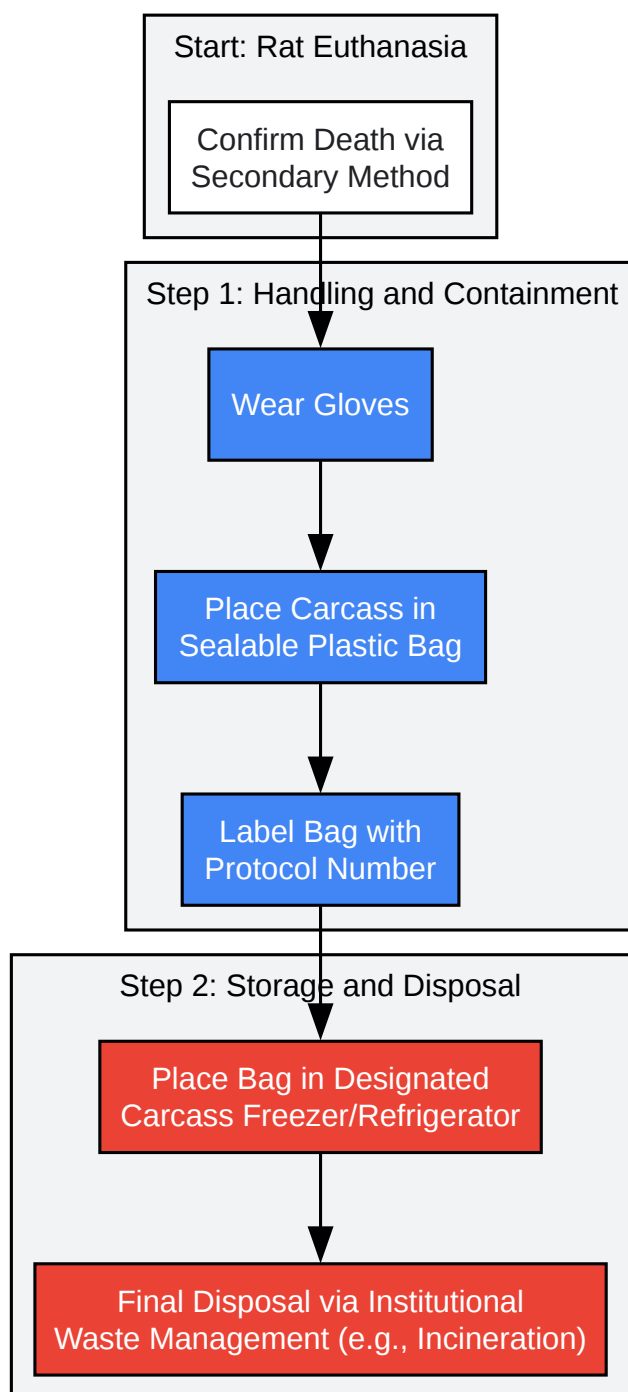 Start: Rat Euthanasia
Confirm Death via
Secondary Method
Step 1: Handling and Containment
Wear Gloves
Place Carcass in
Sealable Plastic Bag
Label Bag with
Protocol Number
Step 2: Storage and Disposal
Place Bag in Designated
Carcass Freezer/Refrigerator
Final Disposal via Institutional
Waste Management (e.g., Incineration)